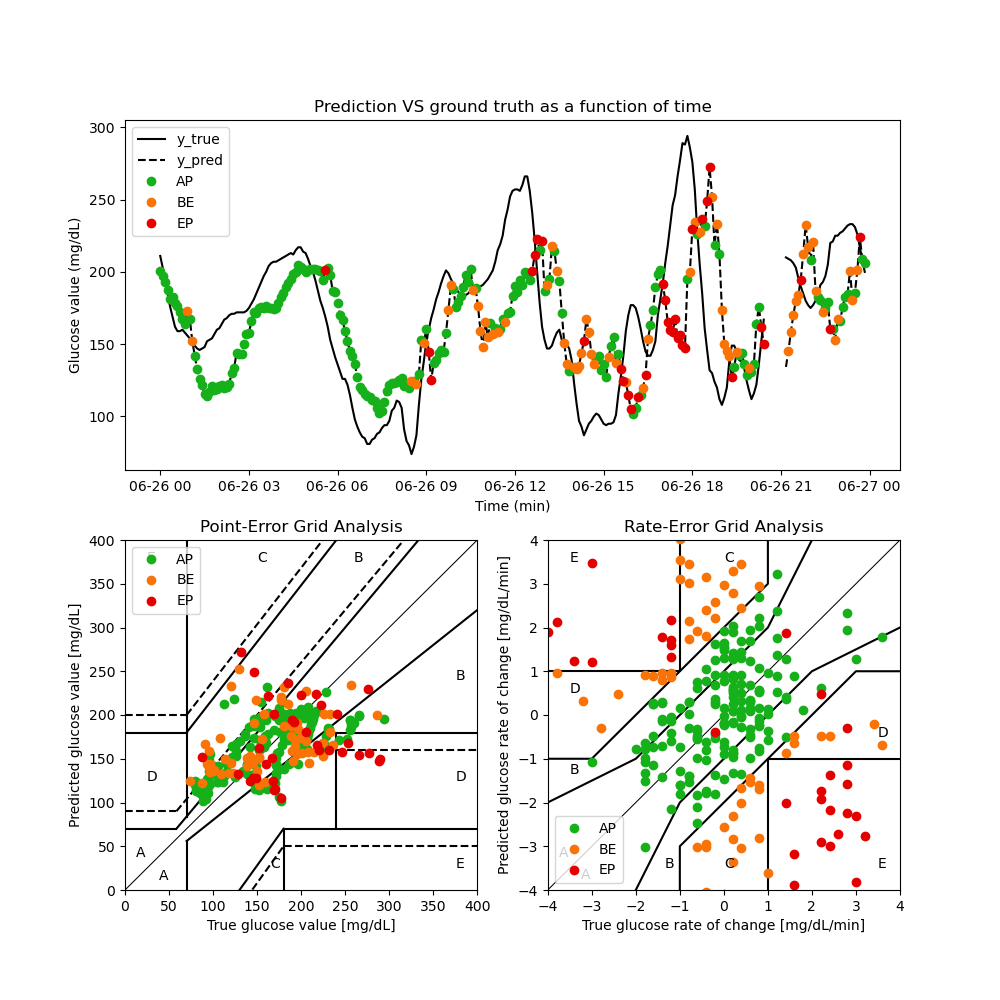 Prediction VS ground truth as a function of time
300
250
200
150
100
Glucose value (mg/dL)
y_true
y_pred
AP
BE
EP
06-26 00 06-26 03 06-26 06 06-26 09 06-26 12 06-26 15 06-26 18 06-26 21 06-27 00
Time (min)
Point-Error Grid Analysis
400
350
300
250
200
150
100
50
0
Predicted glucose value [mg/dL]
AP
BE
EP
C B
B
D D
A
A
C E
0 50 100 150 200 250 300 350 400
True glucose value [mg/dL]
Rate-Error Grid Analysis
4
3
2
1
0
−1
−2
−3
−4
Predicted glucose rate of change [mg/dL/min]
E C
D
D
B
A
A
B C E
AP
BE
EP
−4 −3 −2 −1 0 1 2 3 4
True glucose rate of change [mg/dL/min]